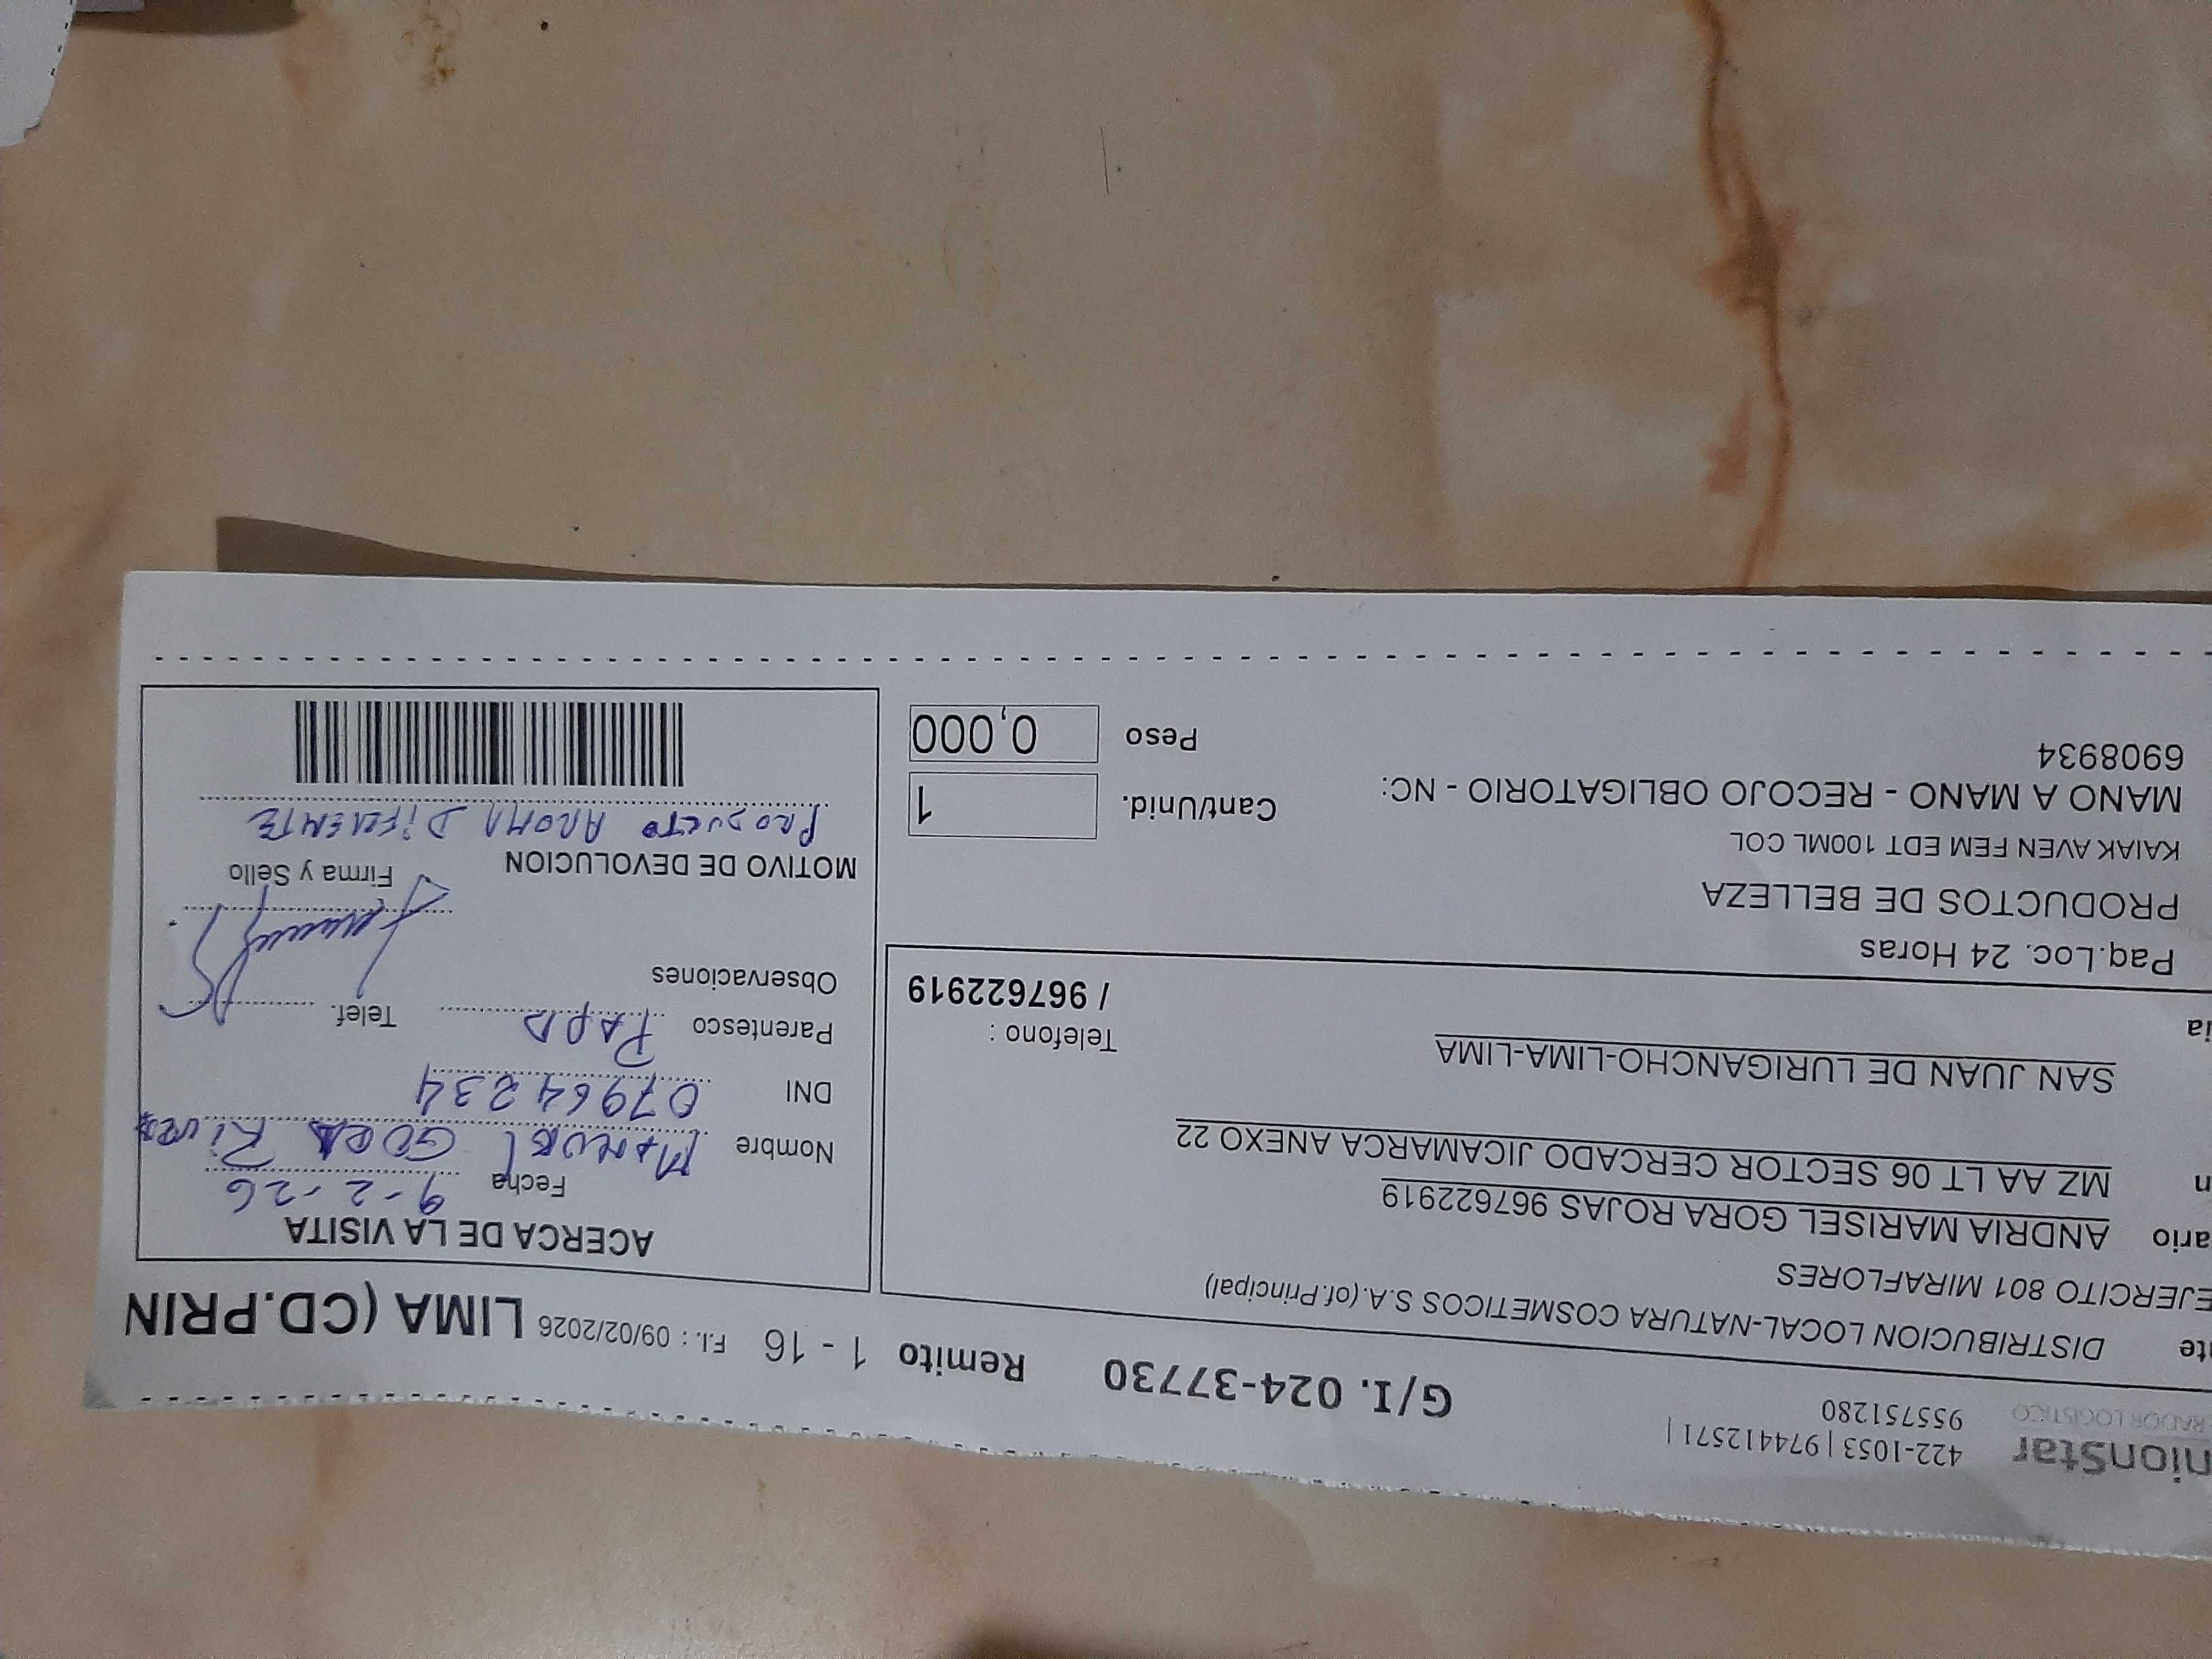 nionStar
RADOR LOGISTICO
422-1053 | 974412571 |
955751280
G/I. 024-37730
Remito 1 - 16 F.I.: 09/02/2026 LIMA (CD.PRIN
te DISTRIBUCION LOCAL-NATURA COSMETICOS S.A.(of.Principal)
EJERCITO 801 MIRAFLORES
ario ANDRIA MARISEL GORA ROJAS 967622919
n MZ AA LT 06 SECTOR CERCADO JICAMARCA ANEXO 22
SAN JUAN DE LURIGANCHO-LIMA-LIMA
ia
Telefono :
/ 967622919
Paq.Loc. 24 Horas
PRODUCTOS DE BELLEZA
KAIAK AVEN FEM EDT 100ML COL
MANO A MANO - RECOJO OBLIGATORIO - NC:
6908934
Cant/Unid. 1
Peso 0,000
ACERCA DE LA VISITA
Fecha 9-2-26
Nombre MANUEL GORA
DNI 07964234
Parentesco PAPA Telef.
Observaciones
Firma y Sello
MOTIVO DE DEVOLUCION
PRODUCTO AROMA DIFERENTE